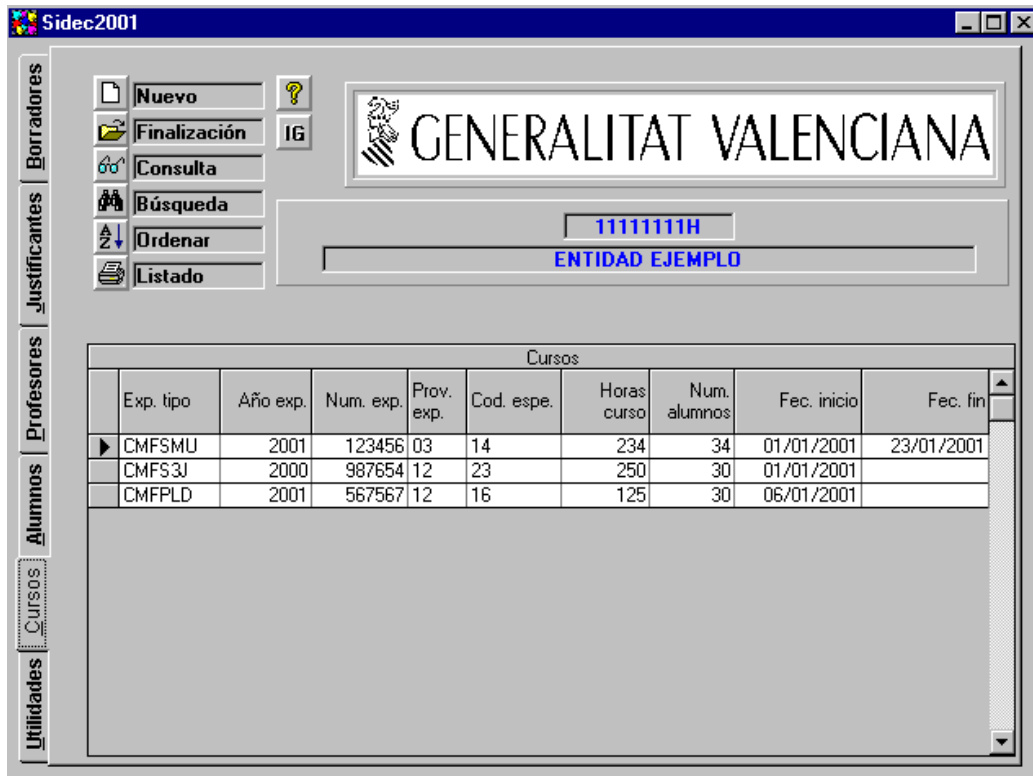 Sidec2001
Borradores
Justificantes
Profesores
Alumnos
Cursos
Utilidades
Nuevo
Finalización
Consulta
Búsqueda
Ordenar
Listado
?
IG
GENERALITAT VALENCIANA
11111111H
ENTIDAD EJEMPLO
Cursos
Exp. tipo Año exp. Num. exp. Prov. exp. Cod. espe. Horas curso Num. alumnos Fec. inicio Fec. fin
CMFSMU 2001 123456 03 14 234 34 01/01/2001 23/01/2001
CMFS3J 2000 987654 12 23 250 30 01/01/2001
CMFPLD 2001 567567 12 16 125 30 06/01/2001